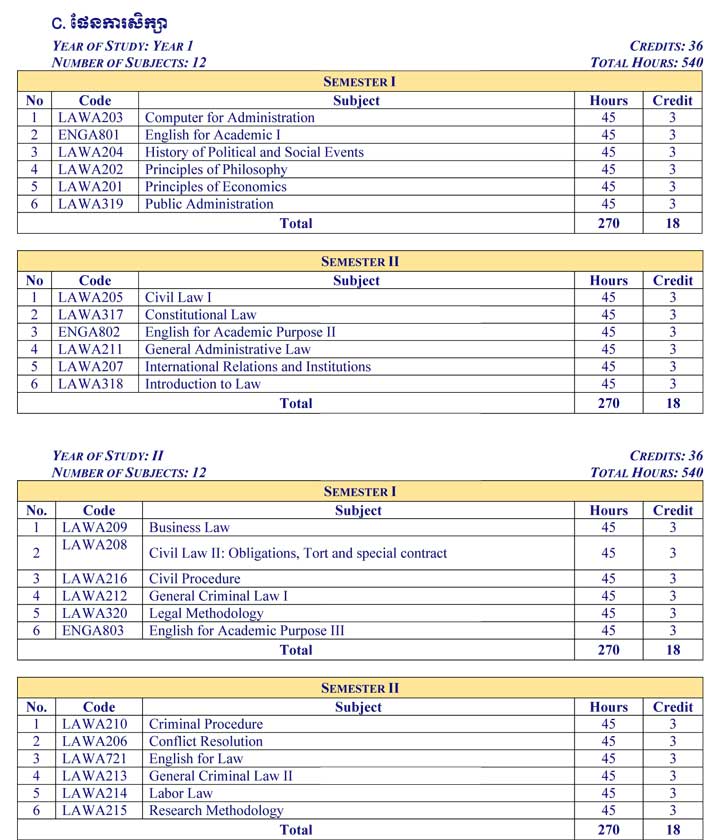 C. ផែនការសិក្សា
YEAR OF STUDY: YEAR 1 CREDITS: 36
NUMBER OF SUBJECTS: 12 TOTAL HOURS: 540
SEMESTER I
No Code Subject Hours Credit
1 LAWA203 Computer for Administration 45 3
2 ENGA801 English for Academic I 45 3
3 LAWA204 History of Political and Social Events 45 3
4 LAWA202 Principles of Philosophy 45 3
5 LAWA201 Principles of Economics 45 3
6 LAWA319 Public Administration 45 3
Total 270 18
SEMESTER II
No Code Subject Hours Credit
1 LAWA205 Civil Law I 45 3
2 LAWA317 Constitutional Law 45 3
3 ENGA802 English for Academic Purpose II 45 3
4 LAWA211 General Administrative Law 45 3
5 LAWA207 International Relations and Institutions 45 3
6 LAWA318 Introduction to Law 45 3
Total 270 18
YEAR OF STUDY: II CREDITS: 36
NUMBER OF SUBJECTS: 12 TOTAL HOURS: 540
SEMESTER I
No. Code Subject Hours Credit
1 LAWA209 Business Law 45 3
2 LAWA208 Civil Law II: Obligations, Tort and special contract 45 3
3 LAWA216 Civil Procedure 45 3
4 LAWA212 General Criminal Law I 45 3
5 LAWA320 Legal Methodology 45 3
6 ENGA803 English for Academic Purpose III 45 3
Total 270 18
SEMESTER II
No. Code Subject Hours Credit
1 LAWA210 Criminal Procedure 45 3
2 LAWA206 Conflict Resolution 45 3
3 LAWA721 English for Law 45 3
4 LAWA213 General Criminal Law II 45 3
5 LAWA214 Labor Law 45 3
6 LAWA215 Research Methodology 45 3
Total 270 18